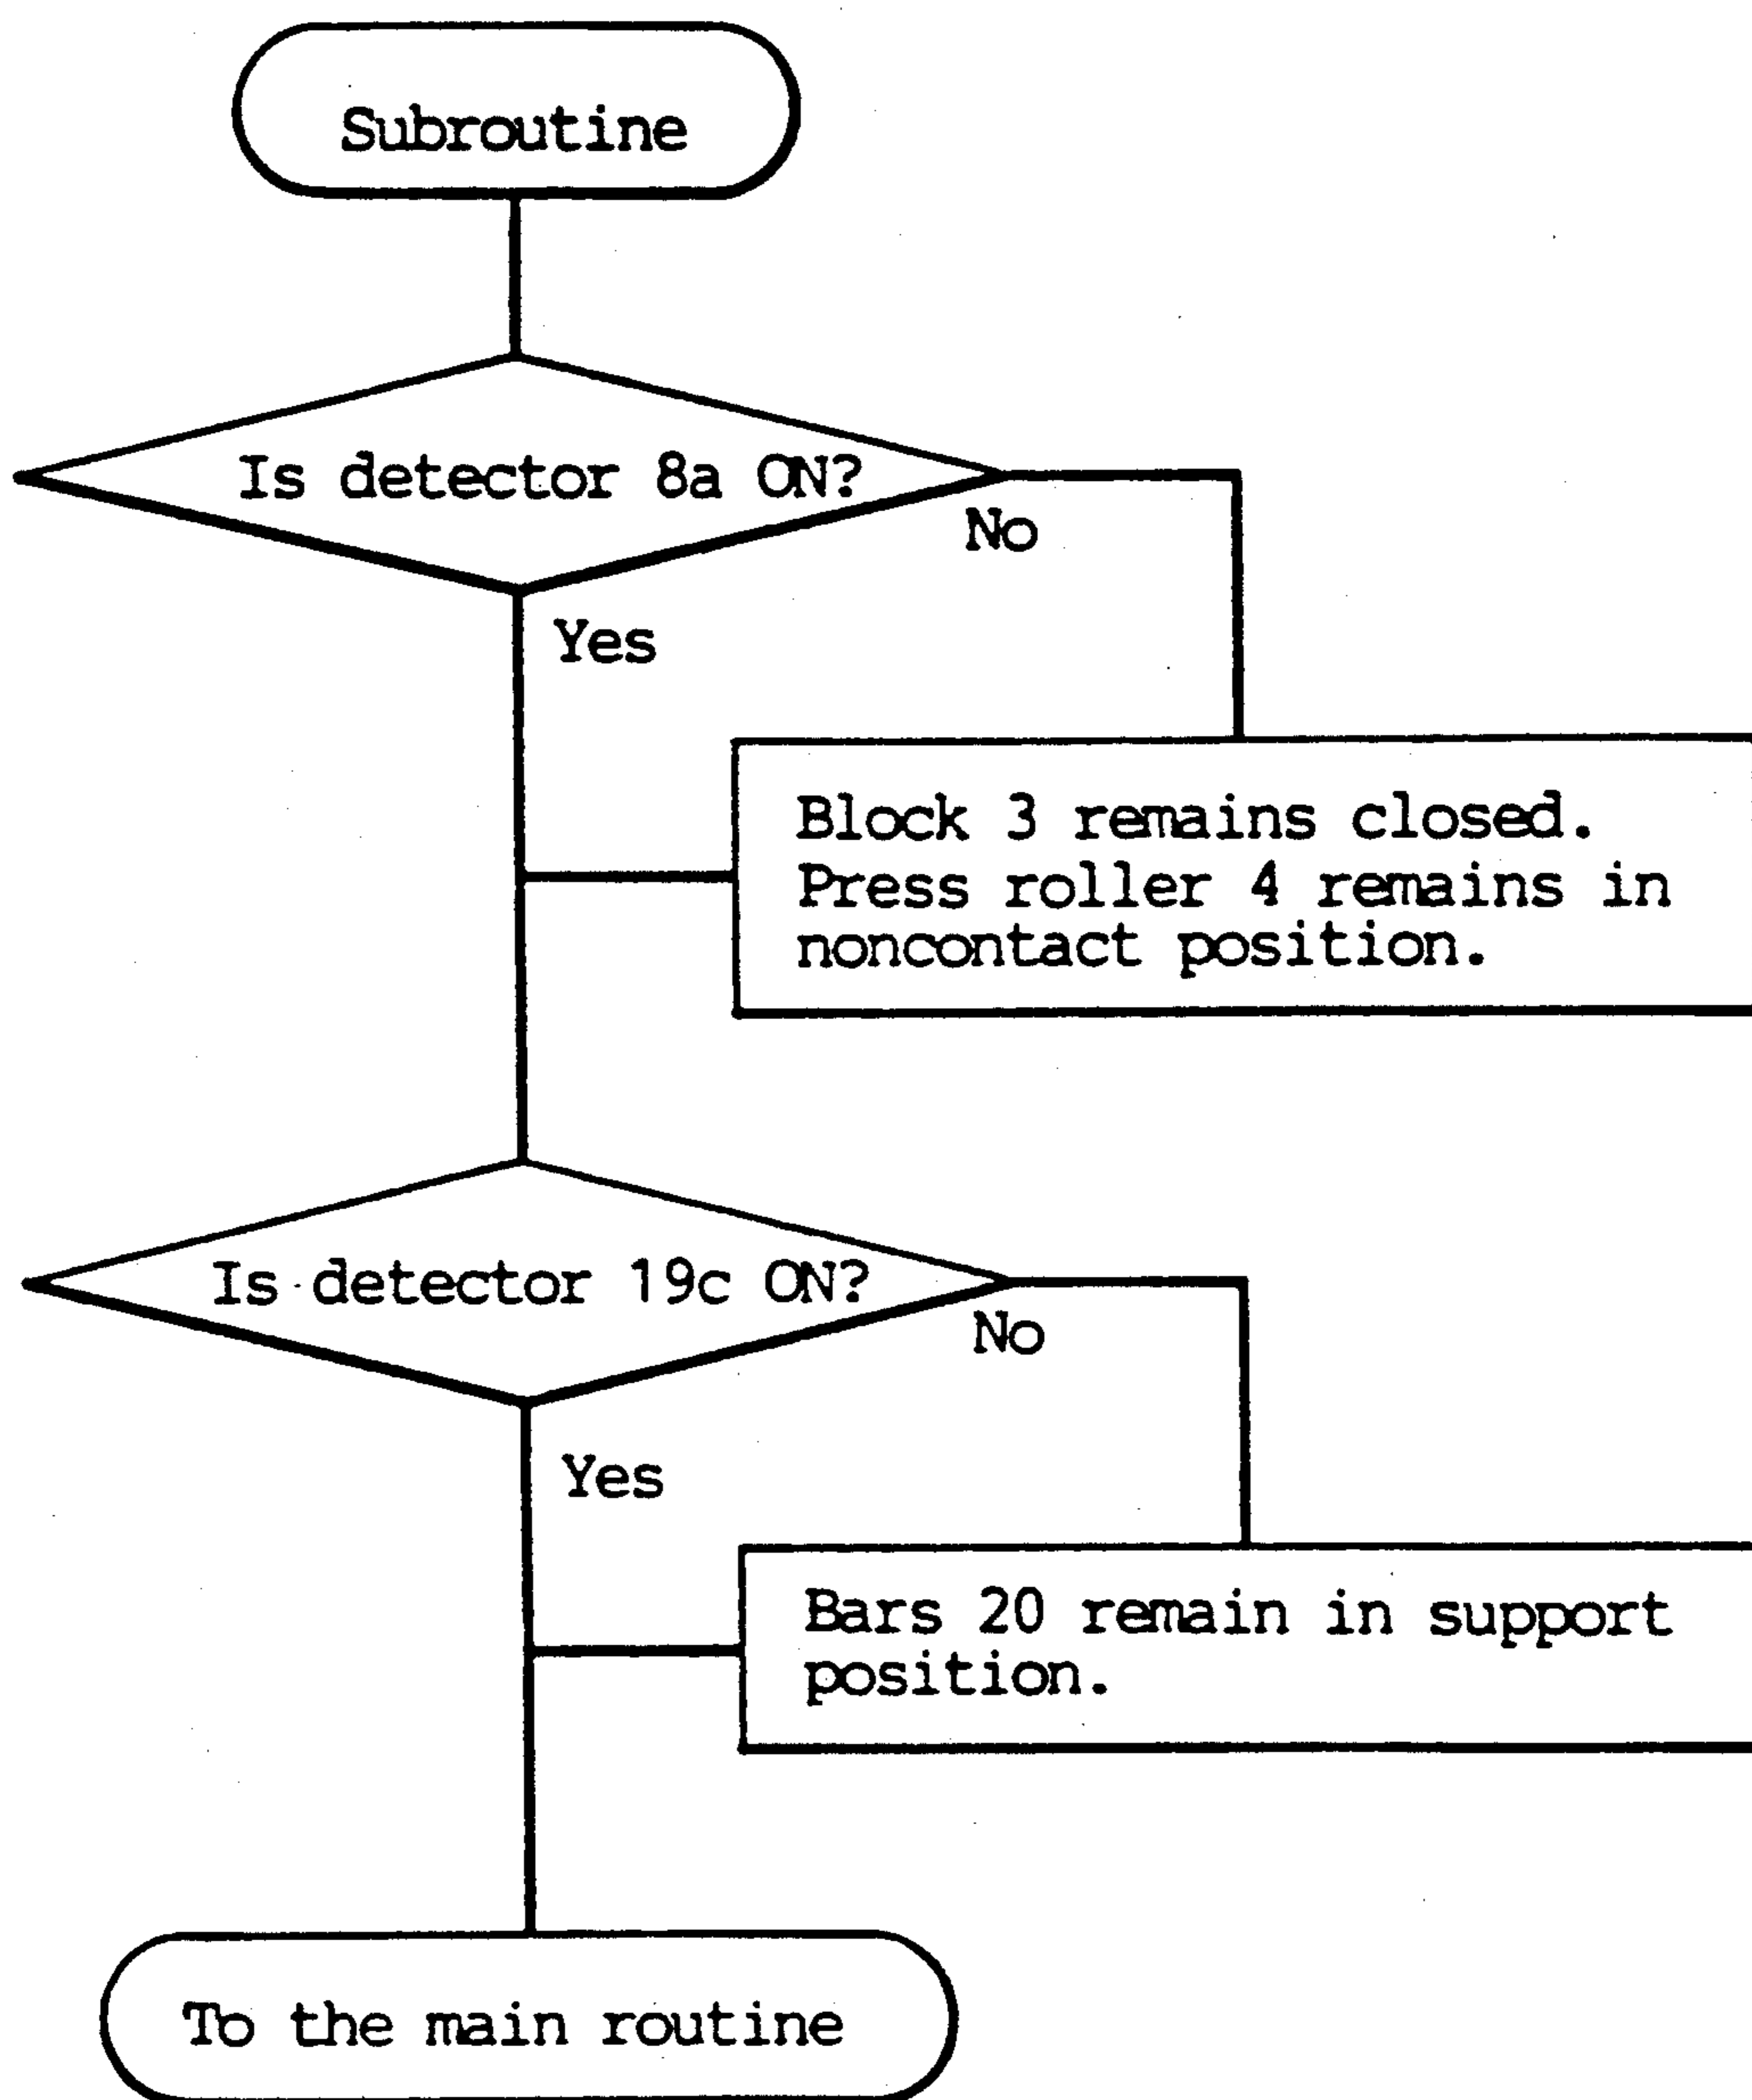 Subroutine
Is detector 8a ON?
No
Yes
Block 3 remains closed.
Press roller 4 remains in
noncontact position.
Is detector 19c ON?
No
Yes
Bars 20 remain in support
position.
To the main routine